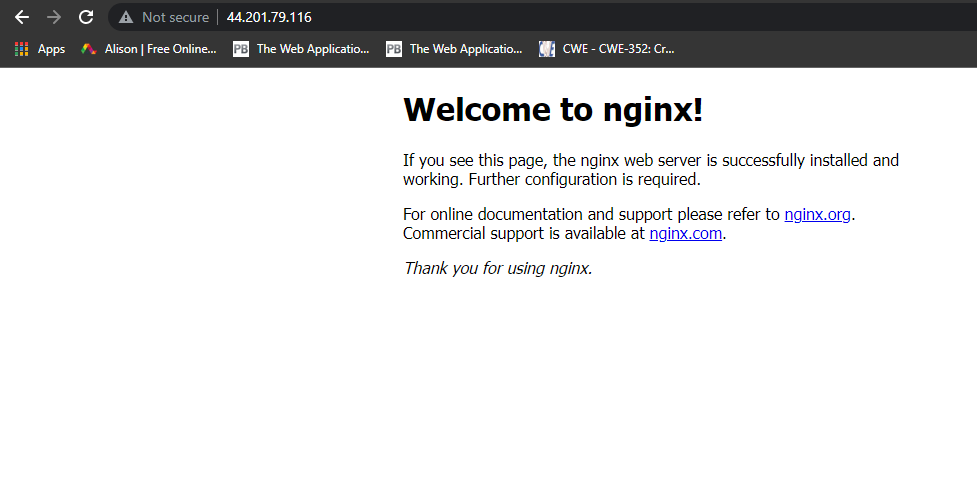 Not secure 44.201.79.116
Apps Alison | Free Online... PB The Web Applicatio... PB The Web Applicatio... CWE - CWE-352: Cr...
Welcome to nginx!
If you see this page, the nginx web server is successfully installed and
working. Further configuration is required.
For online documentation and support please refer to nginx.org.
Commercial support is available at nginx.com.
Thank you for using nginx.